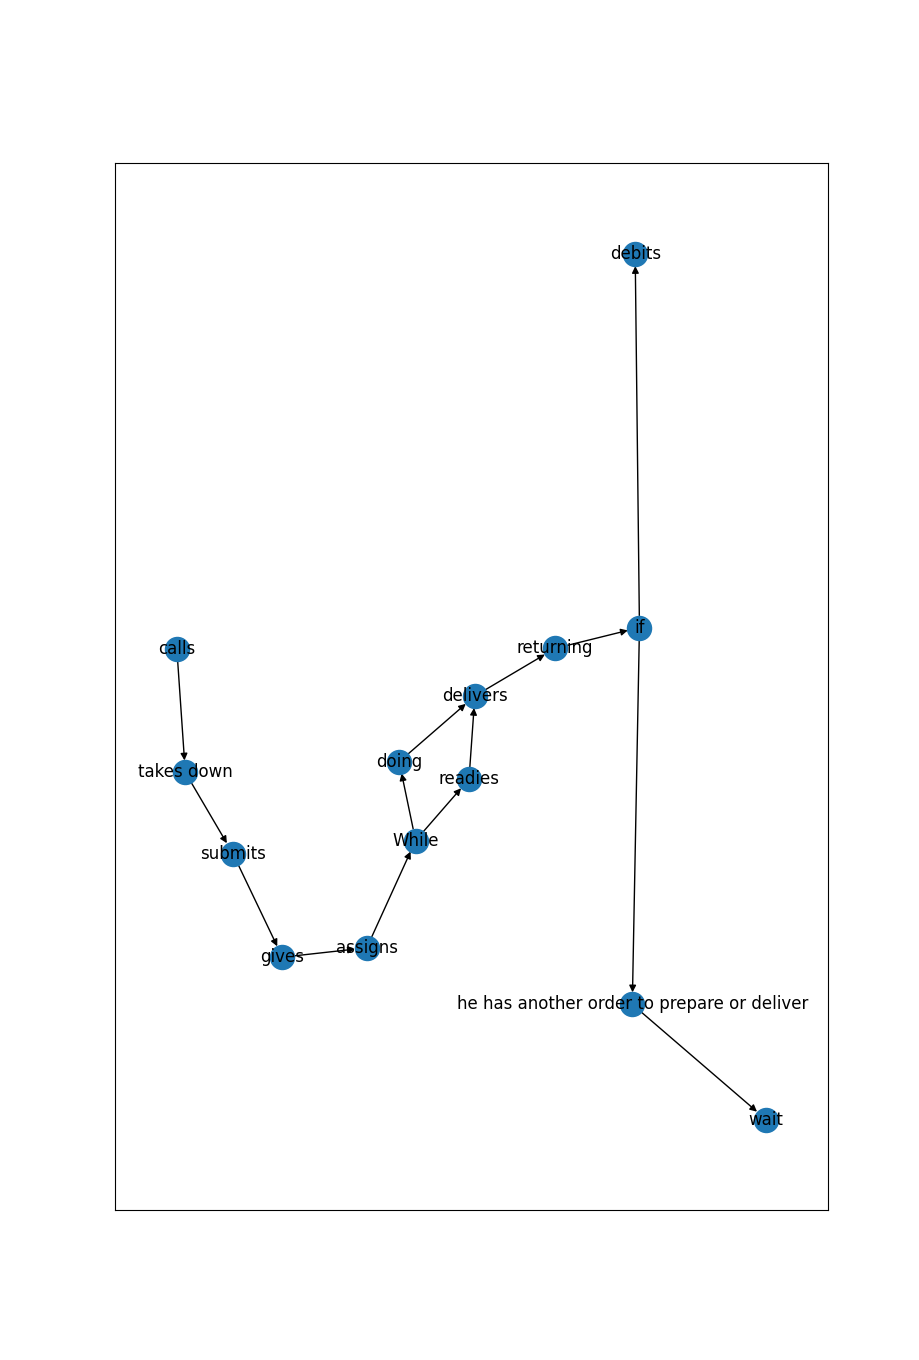 debits
if
calls
returning
delivers
doing
takes down
readies
While
submits
assigns
gives
he has another order to prepare or deliver
wait